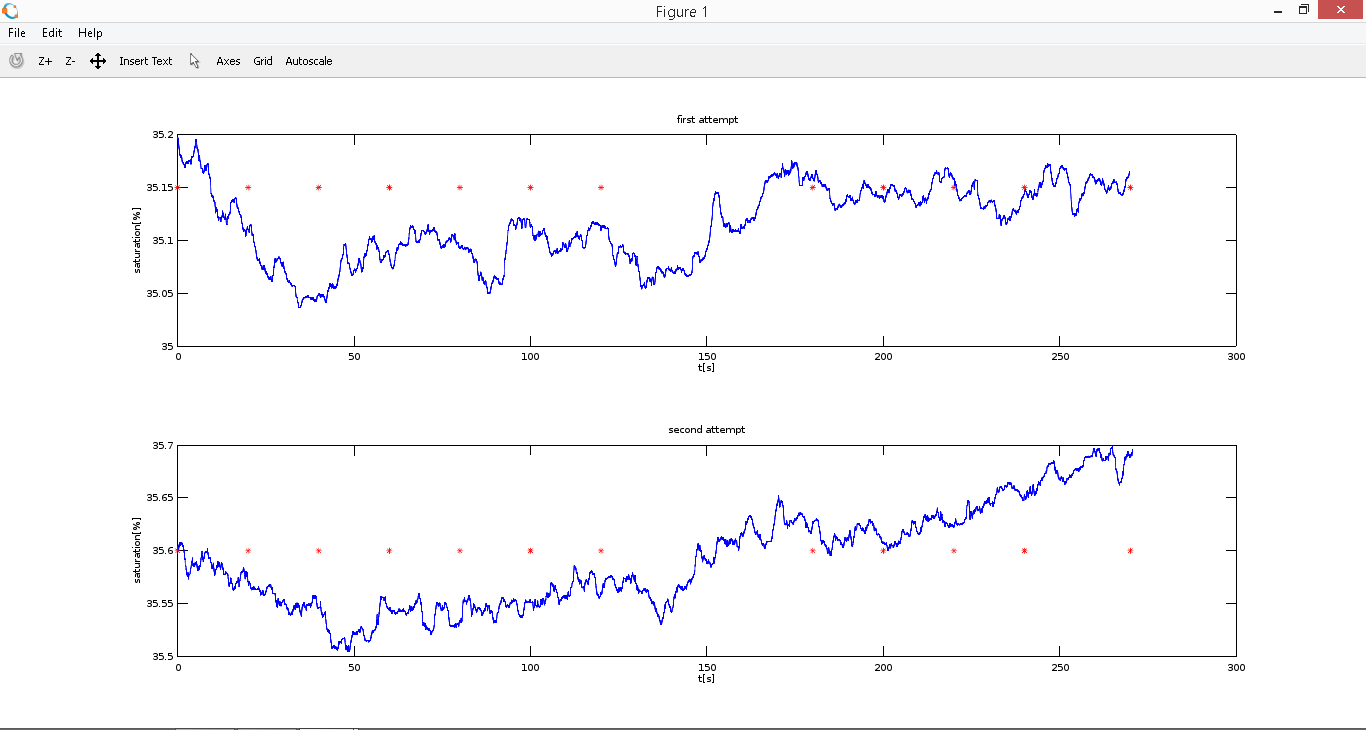 Figure 1
File Edit Help
Z+ Z- Insert Text Axes Grid Autoscale
first attempt
35.2
35.15
35.1
35.05
35
saturation[%]
0 50 100 150 200 250 300
t[s]
second attempt
35.7
35.65
35.6
35.55
35.5
saturation[%]
0 50 100 150 200 250 300
t[s]